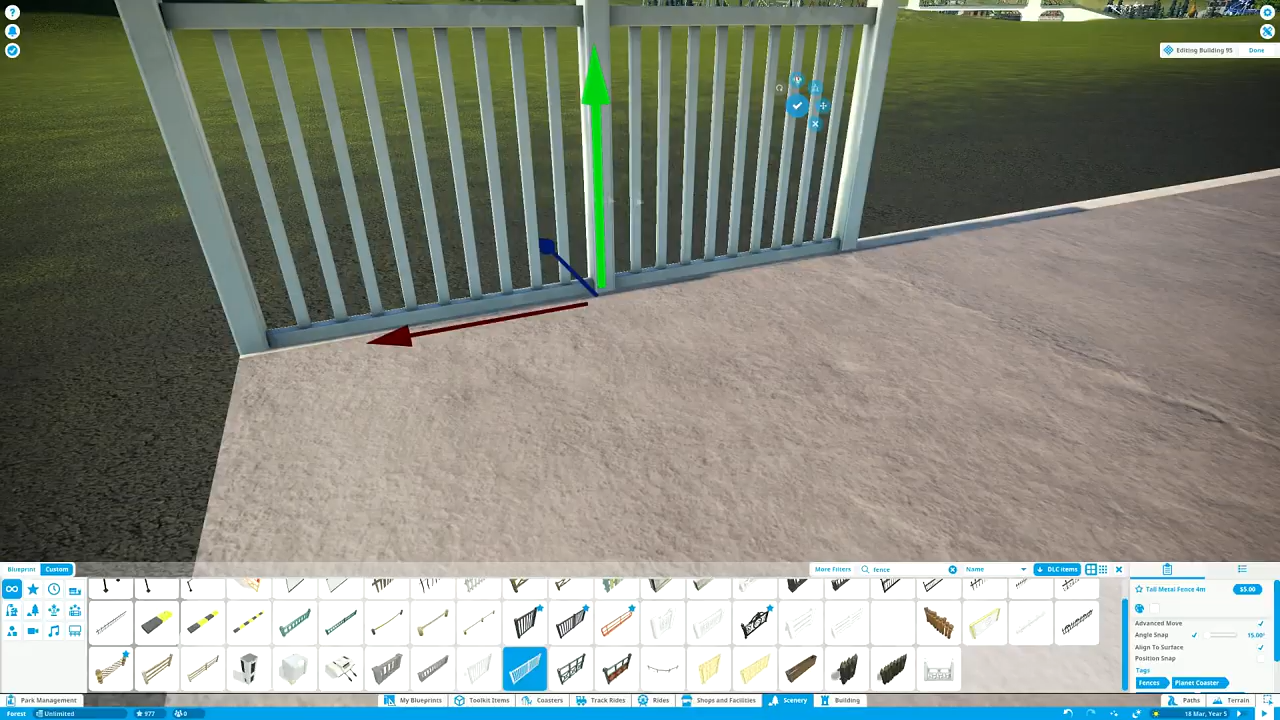 ?
Editing Building 95 Done
Blueprint Custom
More Filters fence Name DLC items
Tall Metal Fence 4m $5.00
Advanced Move
Angle Snap 15.00°
Align To Surface
Position Snap
Tags
Fences Planet Coaster
Park Management My Blueprints Toolkit Items Coasters Track Rides Rides Shops and Facilities Scenery Building Paths Terrain
Forest Unlimited 977 0 18 Mar, Year 5